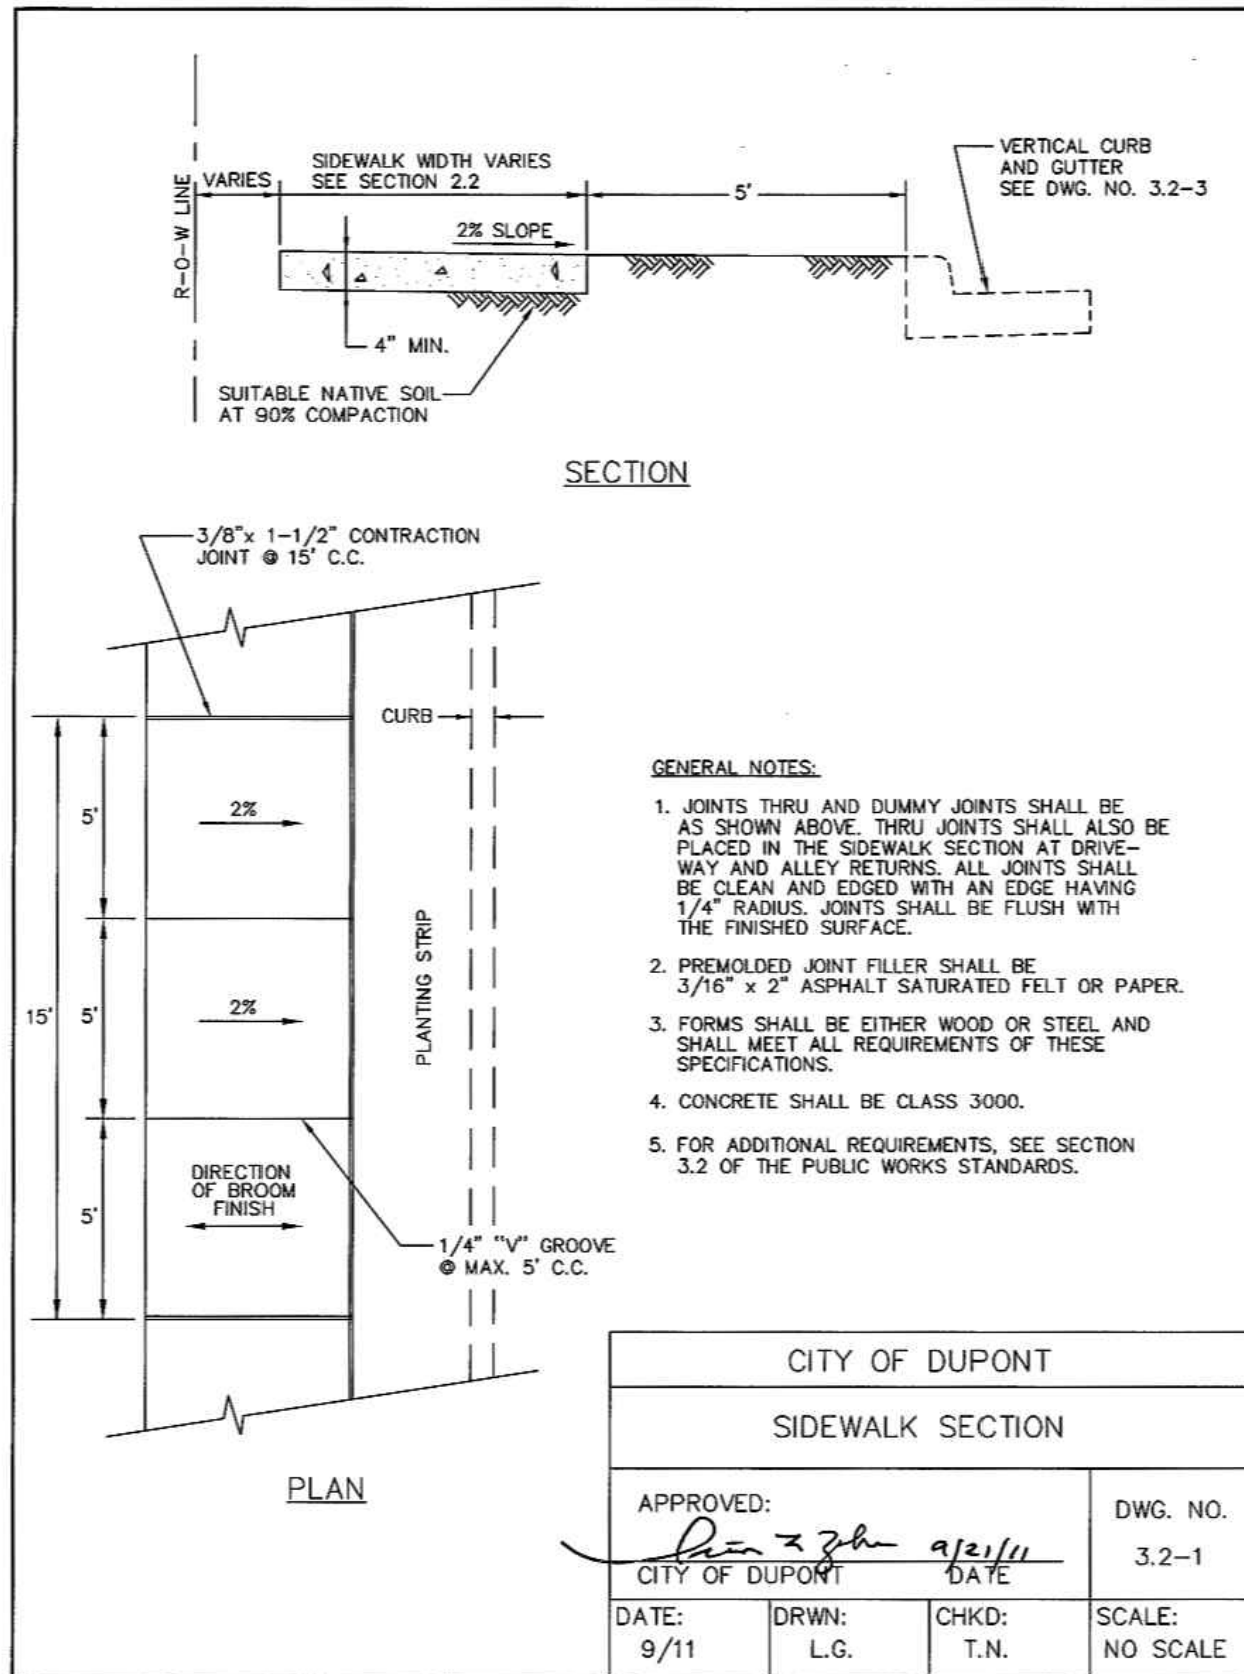 R-O-W LINE
VARIES
SIDEWALK WIDTH VARIES
SEE SECTION 2.2
5'
VERTICAL CURB
AND GUTTER
SEE DWG. NO. 3.2-3
2% SLOPE
4" MIN.
SUITABLE NATIVE SOIL
AT 90% COMPACTION
SECTION
3/8"x 1-1/2" CONTRACTION
JOINT @ 15' C.C.
CURB
5'
2%
15'
5'
2%
PLANTING STRIP
5'
DIRECTION
OF BROOM
FINISH
1/4" "V" GROOVE
@ MAX. 5' C.C.
PLAN
GENERAL NOTES:
1. JOINTS THRU AND DUMMY JOINTS SHALL BE
AS SHOWN ABOVE. THRU JOINTS SHALL ALSO BE
PLACED IN THE SIDEWALK SECTION AT DRIVE-
WAY AND ALLEY RETURNS. ALL JOINTS SHALL
BE CLEAN AND EDGED WITH AN EDGE HAVING
1/4" RADIUS. JOINTS SHALL BE FLUSH WITH
THE FINISHED SURFACE.
2. PREMOLDED JOINT FILLER SHALL BE
3/16" x 2" ASPHALT SATURATED FELT OR PAPER.
3. FORMS SHALL BE EITHER WOOD OR STEEL AND
SHALL MEET ALL REQUIREMENTS OF THESE
SPECIFICATIONS.
4. CONCRETE SHALL BE CLASS 3000.
5. FOR ADDITIONAL REQUIREMENTS, SEE SECTION
3.2 OF THE PUBLIC WORKS STANDARDS.
CITY OF DUPONT
SIDEWALK SECTION
APPROVED:
9/21/11
CITY OF DUPONT DATE
DWG. NO.
3.2-1
DATE:
9/11
DRWN:
L.G.
CHKD:
T.N.
SCALE:
NO SCALE